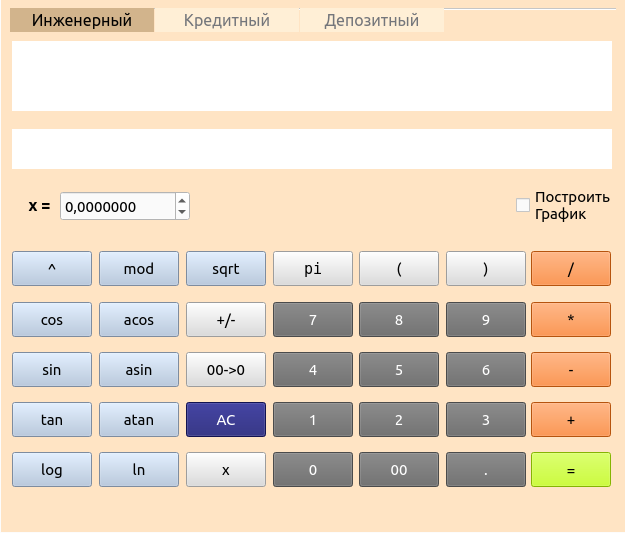 Инженерный Кредитный Депозитный
x = 0,0000000 Построить
График
^ mod sqrt pi ( ) /
cos acos +/- 7 8 9 *
sin asin 00->0 4 5 6 -
tan atan AC 1 2 3 +
log ln x 0 00 . =